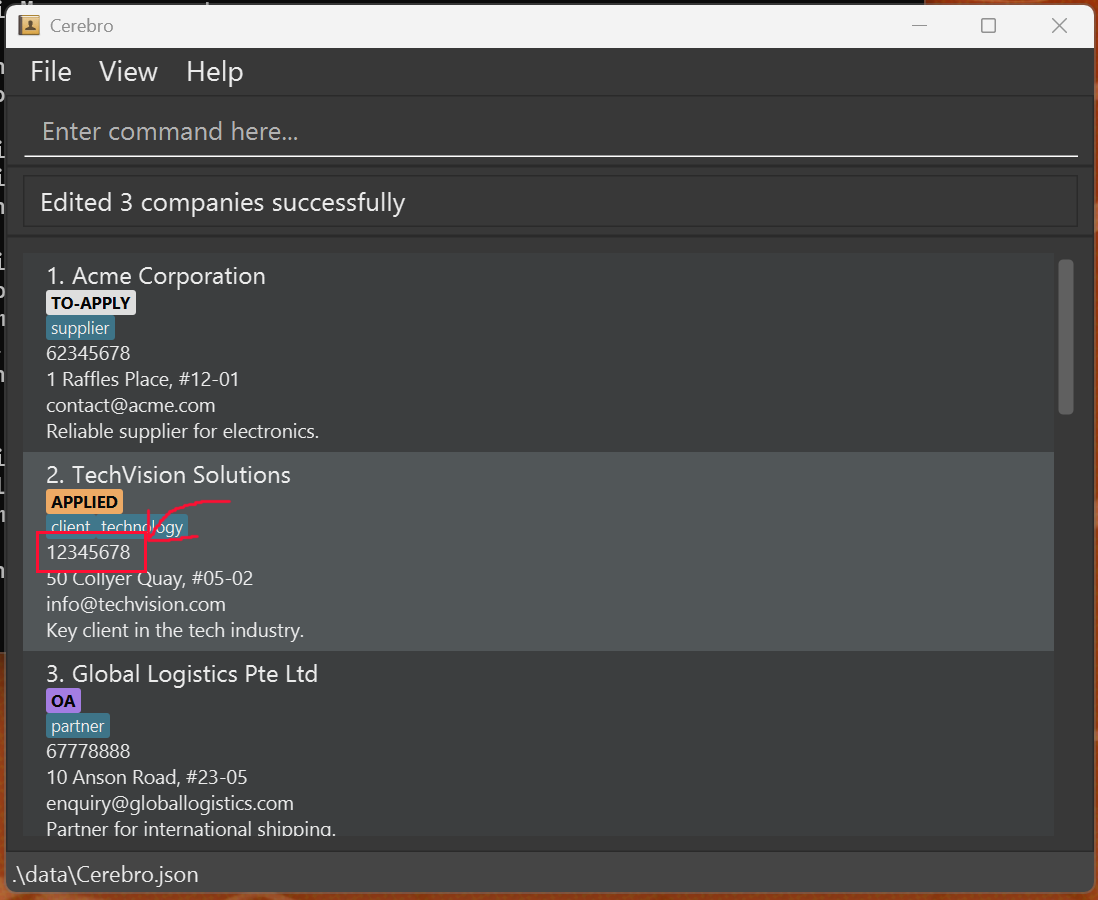 Cerebro
File View Help
Enter command here...
Edited 3 companies successfully
1. Acme Corporation
TO-APPLY
supplier
62345678
1 Raffles Place, #12-01
contact@acme.com
Reliable supplier for electronics.
2. TechVision Solutions
APPLIED
client technology
12345678
50 Collyer Quay, #05-02
info@techvision.com
Key client in the tech industry.
3. Global Logistics Pte Ltd
OA
partner
67778888
10 Anson Road, #23-05
enquiry@globallogistics.com
Partner for international shipping.
.\data\Cerebro.json